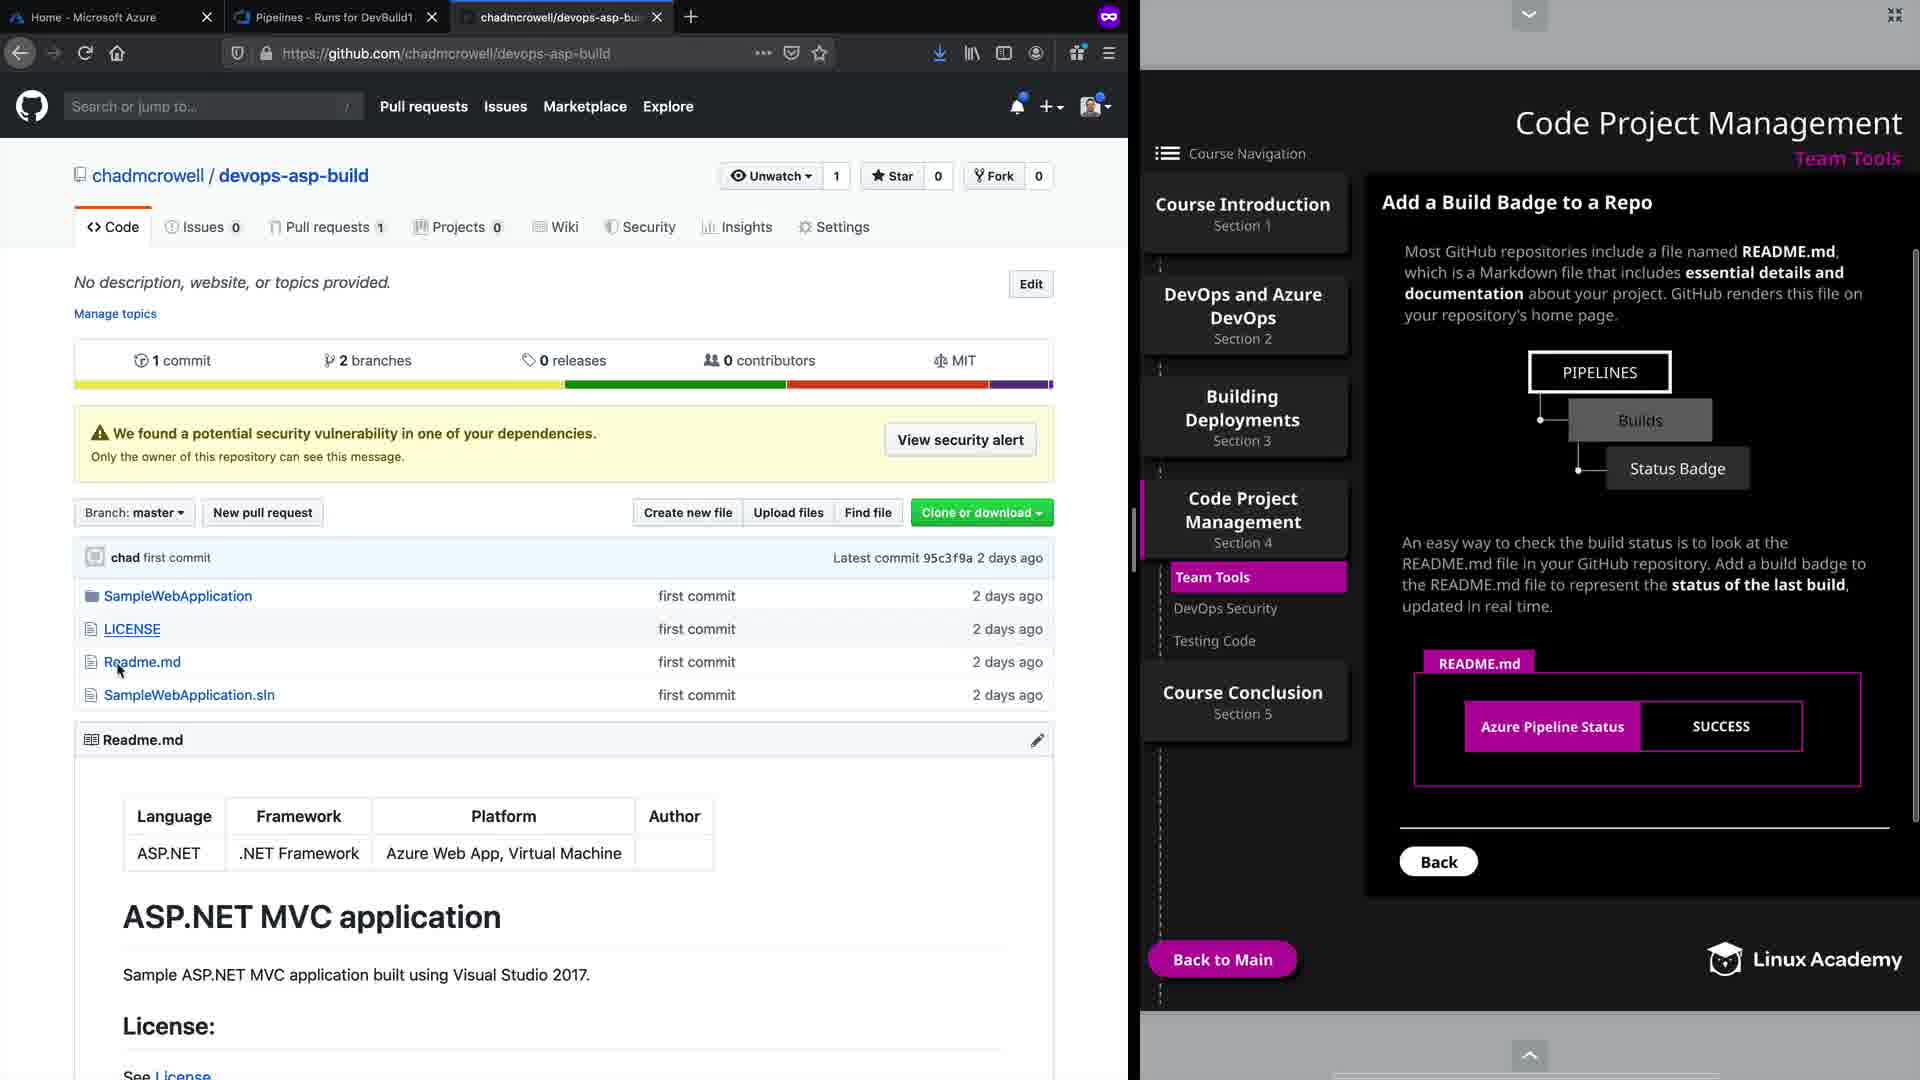 Home - Microsoft Azure
Pipelines - Runs for DevBuild1
chadmcrowell/devops-asp-bui
https://github.com/chadmcrowell/devops-asp-build
Search or jump to...
/
Pull requests
Issues
Marketplace
Explore
chadmcrowell / devops-asp-build
Unwatch
1
Star
0
Fork
0
Code
Issues 0
Pull requests 1
Projects 0
Wiki
Security
Insights
Settings
No description, website, or topics provided.
Edit
Manage topics
1 commit
2 branches
0 releases
0 contributors
MIT
We found a potential security vulnerability in one of your dependencies.
Only the owner of this repository can see this message.
View security alert
Branch: master
New pull request
Create new file
Upload files
Find file
Clone or download
chad first commit
Latest commit 95c3f9a 2 days ago
SampleWebApplication first commit 2 days ago
LICENSE first commit 2 days ago
Readme.md first commit 2 days ago
SampleWebApplication.sln first commit 2 days ago
Readme.md
Language Framework Platform Author
ASP.NET .NET Framework Azure Web App, Virtual Machine
ASP.NET MVC application
Sample ASP.NET MVC application built using Visual Studio 2017.
License:
See License
Code Project Management
Team Tools
Course Navigation
Course Introduction
Section 1
DevOps and Azure
DevOps
Section 2
Building
Deployments
Section 3
Code Project
Management
Section 4
Team Tools
DevOps Security
Testing Code
Course Conclusion
Section 5
Back to Main
Add a Build Badge to a Repo
Most GitHub repositories include a file named README.md,
which is a Markdown file that includes essential details and
documentation about your project. GitHub renders this file on
your repository's home page.
PIPELINES
Builds
Status Badge
An easy way to check the build status is to look at the
README.md file in your GitHub repository. Add a build badge to
the README.md file to represent the status of the last build,
updated in real time.
README.md
Azure Pipeline Status
SUCCESS
Back
Linux Academy